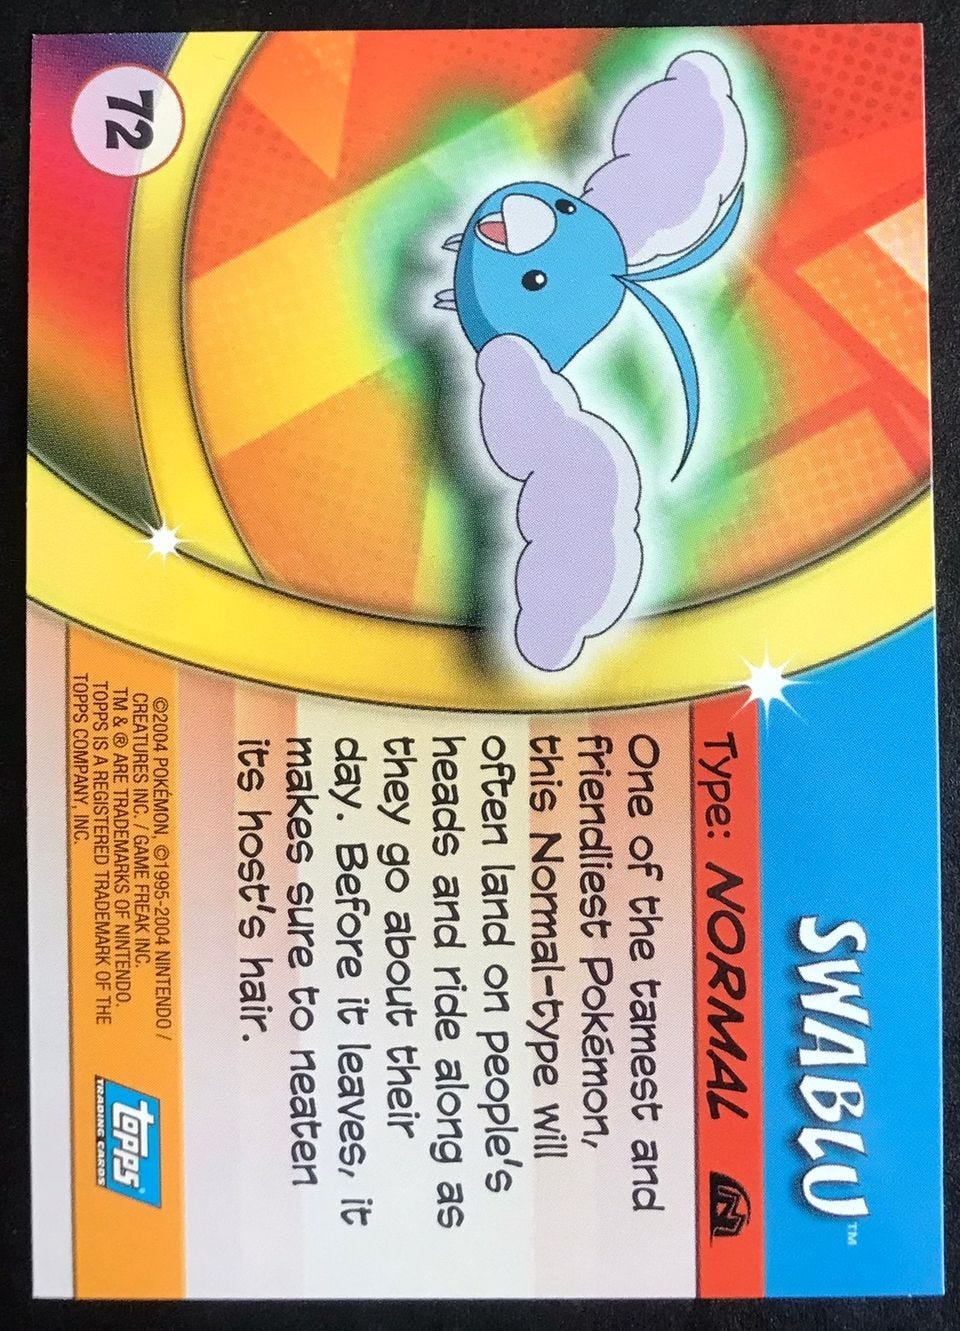 SWABLU™
Type: NORMAL
One of the tamest and
friendliest Pokémon,
this Normal-type will
often land on people's
heads and ride along as
they go about their
day. Before it leaves, it
makes sure to neaten
its host's hair.
72
©2004 POKÉMON, ©1995-2004 NINTENDO /
CREATURES INC. / GAME FREAK INC.
TM & ® ARE TRADEMARKS OF NINTENDO.
TOPPS IS A REGISTERED TRADEMARK OF THE
TOPPS COMPANY, INC.
topps®
TRADING CARDS